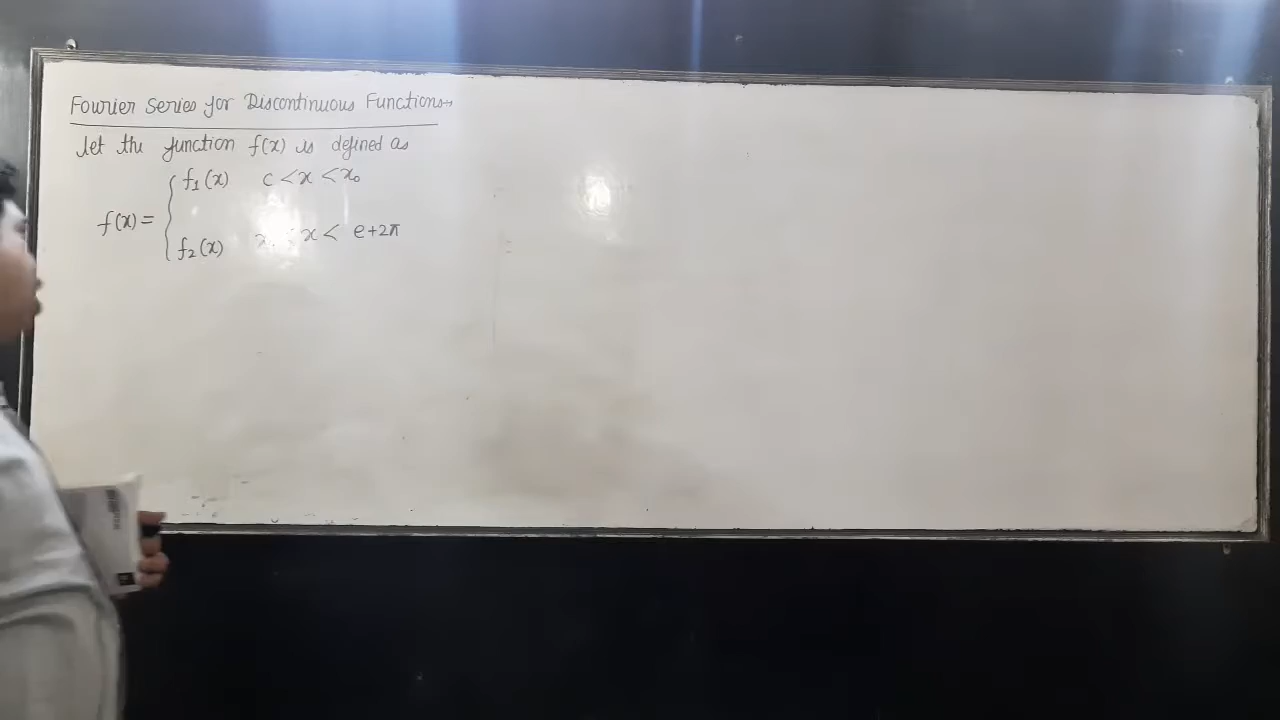 Fourier Series for Discontinuous Functions→
Let the function f(x) is defined as
f1(x) c < x < x₀
f(x) =
f2(x) x < e+2π